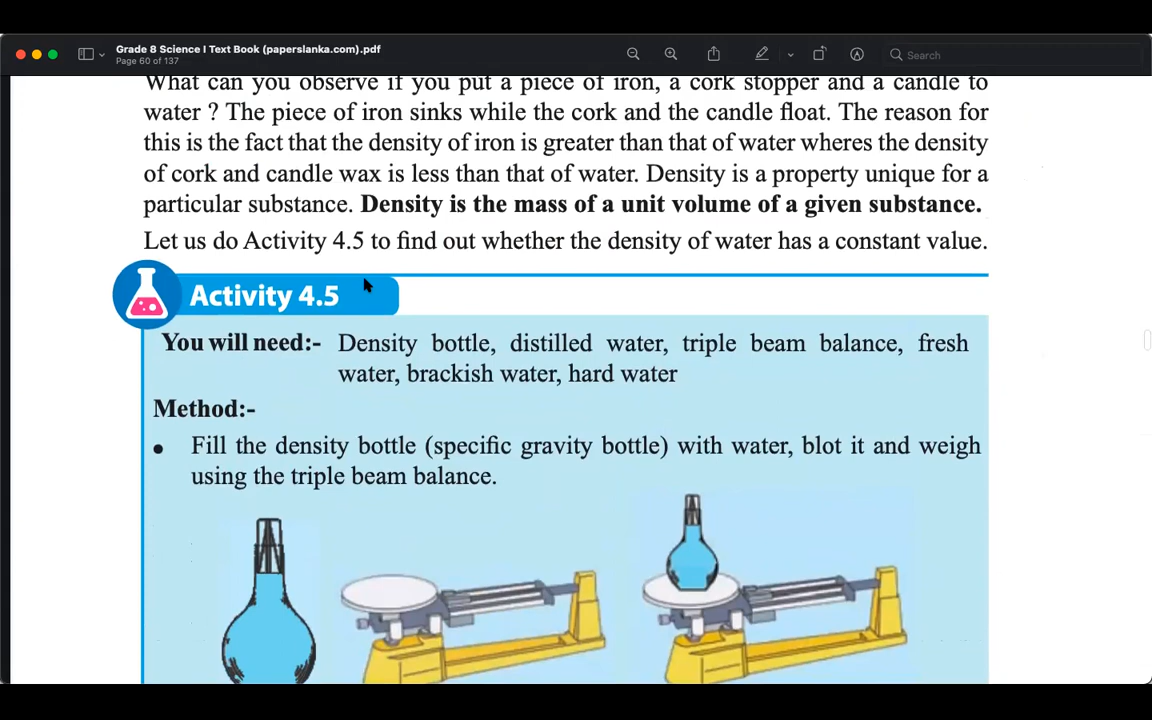 Grade 8 Science I Text Book (paperslanka.com).pdf
Page 60 of 137
Search
What can you observe if you put a piece of iron, a cork stopper and a candle to
water ? The piece of iron sinks while the cork and the candle float. The reason for
this is the fact that the density of iron is greater than that of water wheres the density
of cork and candle wax is less than that of water. Density is a property unique for a
particular substance. Density is the mass of a unit volume of a given substance.
Let us do Activity 4.5 to find out whether the density of water has a constant value.
Activity 4.5
You will need:- Density bottle, distilled water, triple beam balance, fresh
water, brackish water, hard water
Method:-
• Fill the density bottle (specific gravity bottle) with water, blot it and weigh
using the triple beam balance.